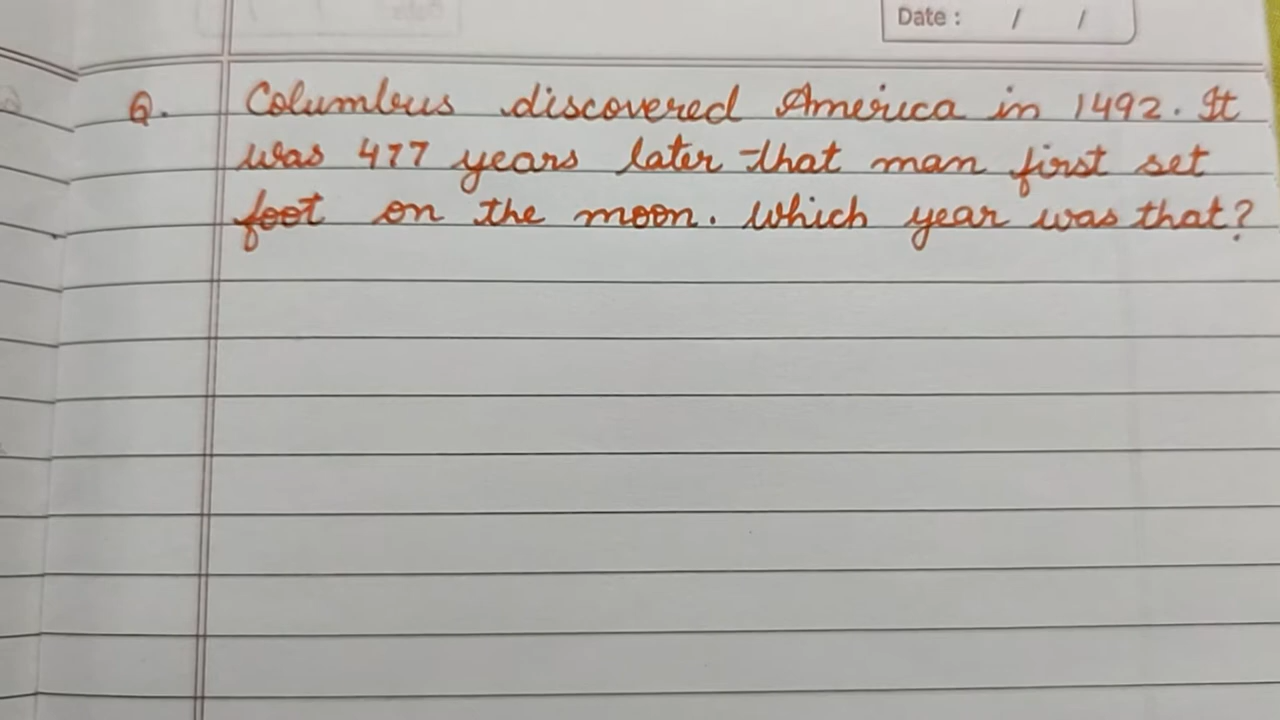 Date : / /
Q. Columbus discovered America in 1492. It
was 477 years later that man first set
foot on the moon. Which year was that?